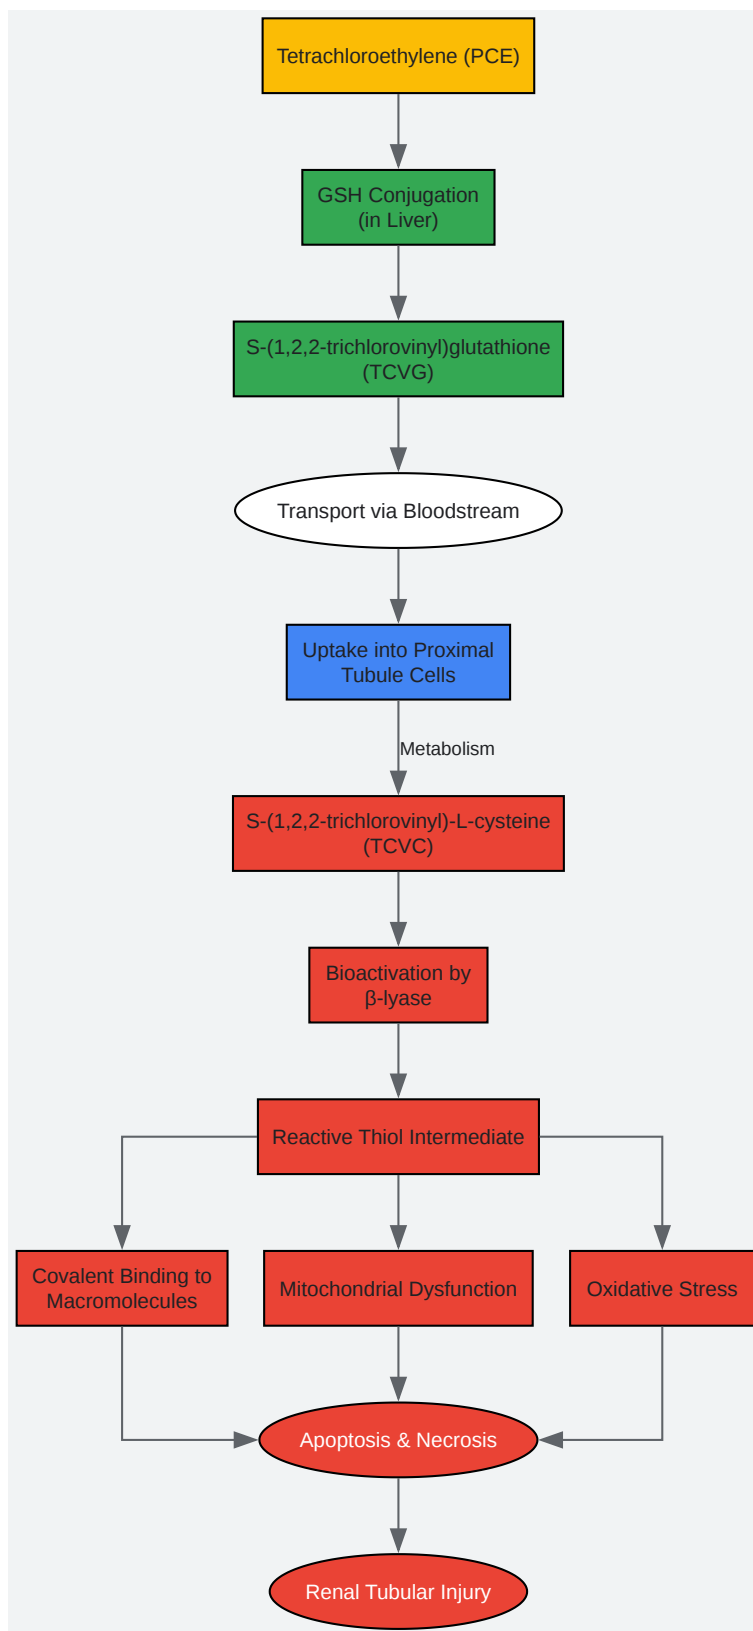 Tetrachloroethylene (PCE)
GSH Conjugation
(in Liver)
S-(1,2,2-trichlorovinyl)glutathione
(TCVG)
Transport via Bloodstream
Uptake into Proximal
Tubule Cells
Metabolism
S-(1,2,2-trichlorovinyl)-L-cysteine
(TCVC)
Bioactivation by
β-lyase
Reactive Thiol Intermediate
Covalent Binding to
Macromolecules
Mitochondrial Dysfunction
Oxidative Stress
Apoptosis & Necrosis
Renal Tubular Injury